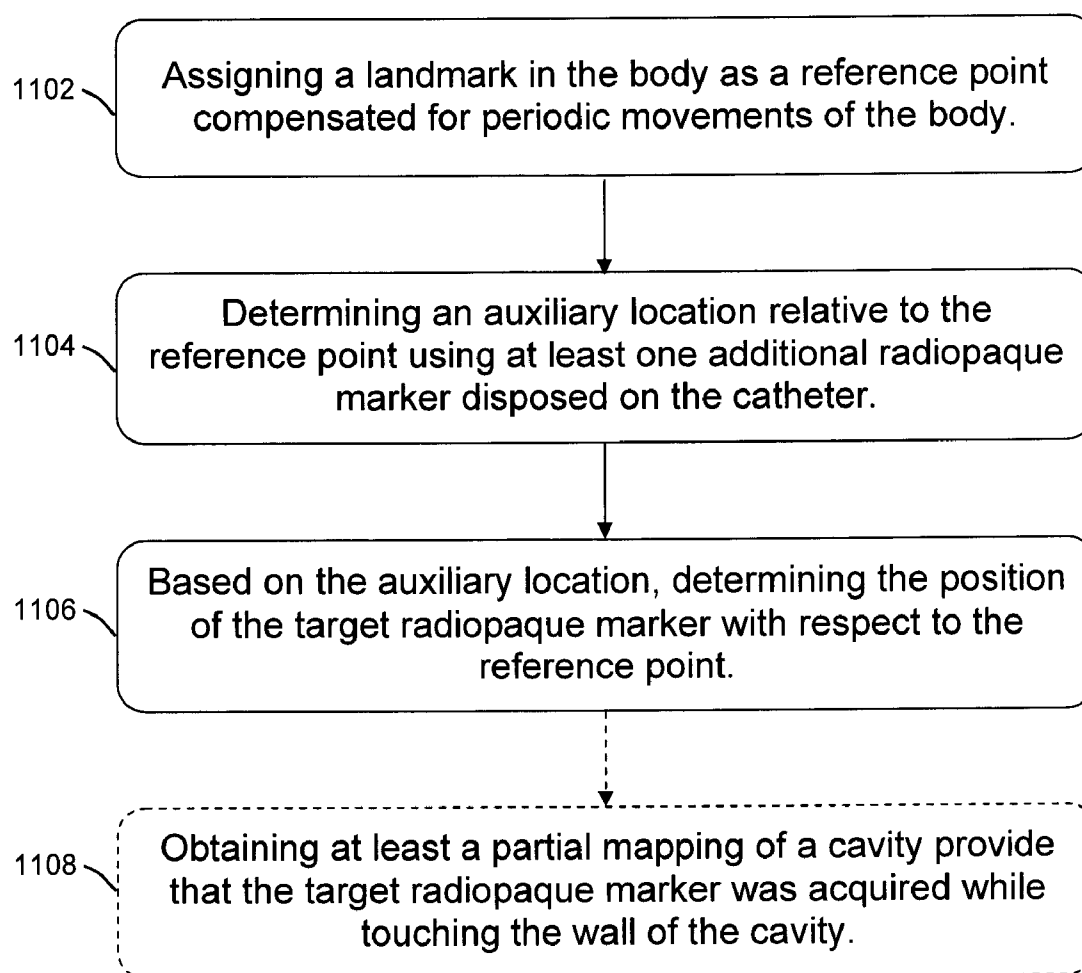 1102
Assigning a landmark in the body as a reference point
compensated for periodic movements of the body.
1104
Determining an auxiliary location relative to the
reference point using at least one additional radiopaque
marker disposed on the catheter.
1106
Based on the auxiliary location, determining the position
of the target radiopaque marker with respect to the
reference point.
1108
Obtaining at least a partial mapping of a cavity provide
that the target radiopaque marker was acquired while
touching the wall of the cavity.